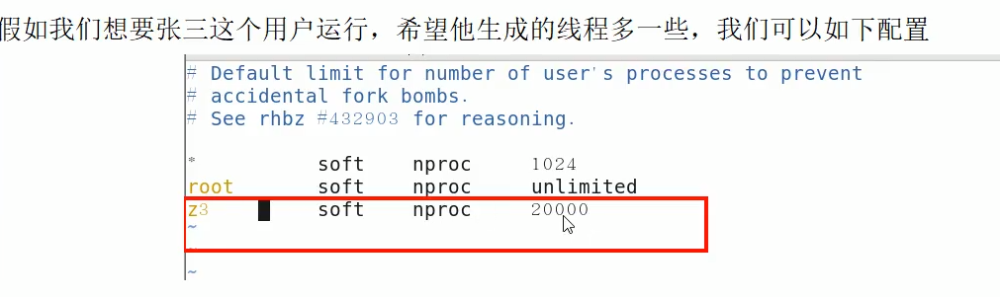 假如我们想要张三这个用户运行，希望他生成的线程多一些，我们可以如下配置
# Default limit for number of user's processes to prevent
# accidental fork bombs.
# See rhbz #432903 for reasoning.
* soft nproc 1024
root soft nproc unlimited
z3 soft nproc 20000
~
~
~